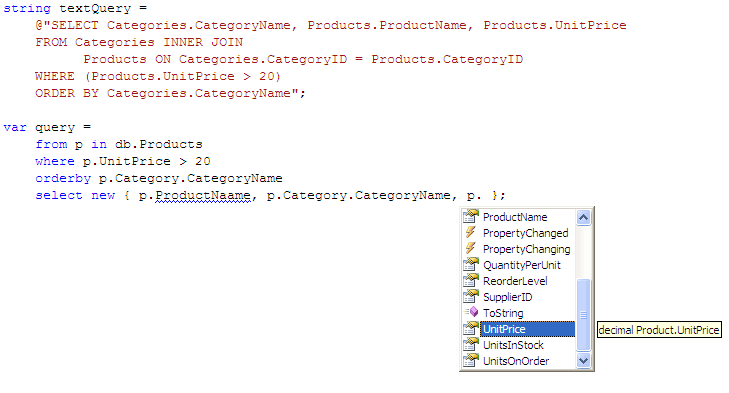 string textQuery =
@"SELECT Categories.CategoryName, Products.ProductName, Products.UnitPrice
FROM Categories INNER JOIN
Products ON Categories.CategoryID = Products.CategoryID
WHERE (Products.UnitPrice > 20)
ORDER BY Categories.CategoryName";
var query =
from p in db.Products
where p.UnitPrice > 20
orderby p.Category.CategoryName
select new { p.ProductNaame, p.Category.CategoryName, p. };
ProductName
PropertyChanged
PropertyChanging
QuantityPerUnit
ReorderLevel
SupplierID
ToString
UnitPrice
decimal Product.UnitPrice
UnitsInStock
UnitsOnOrder